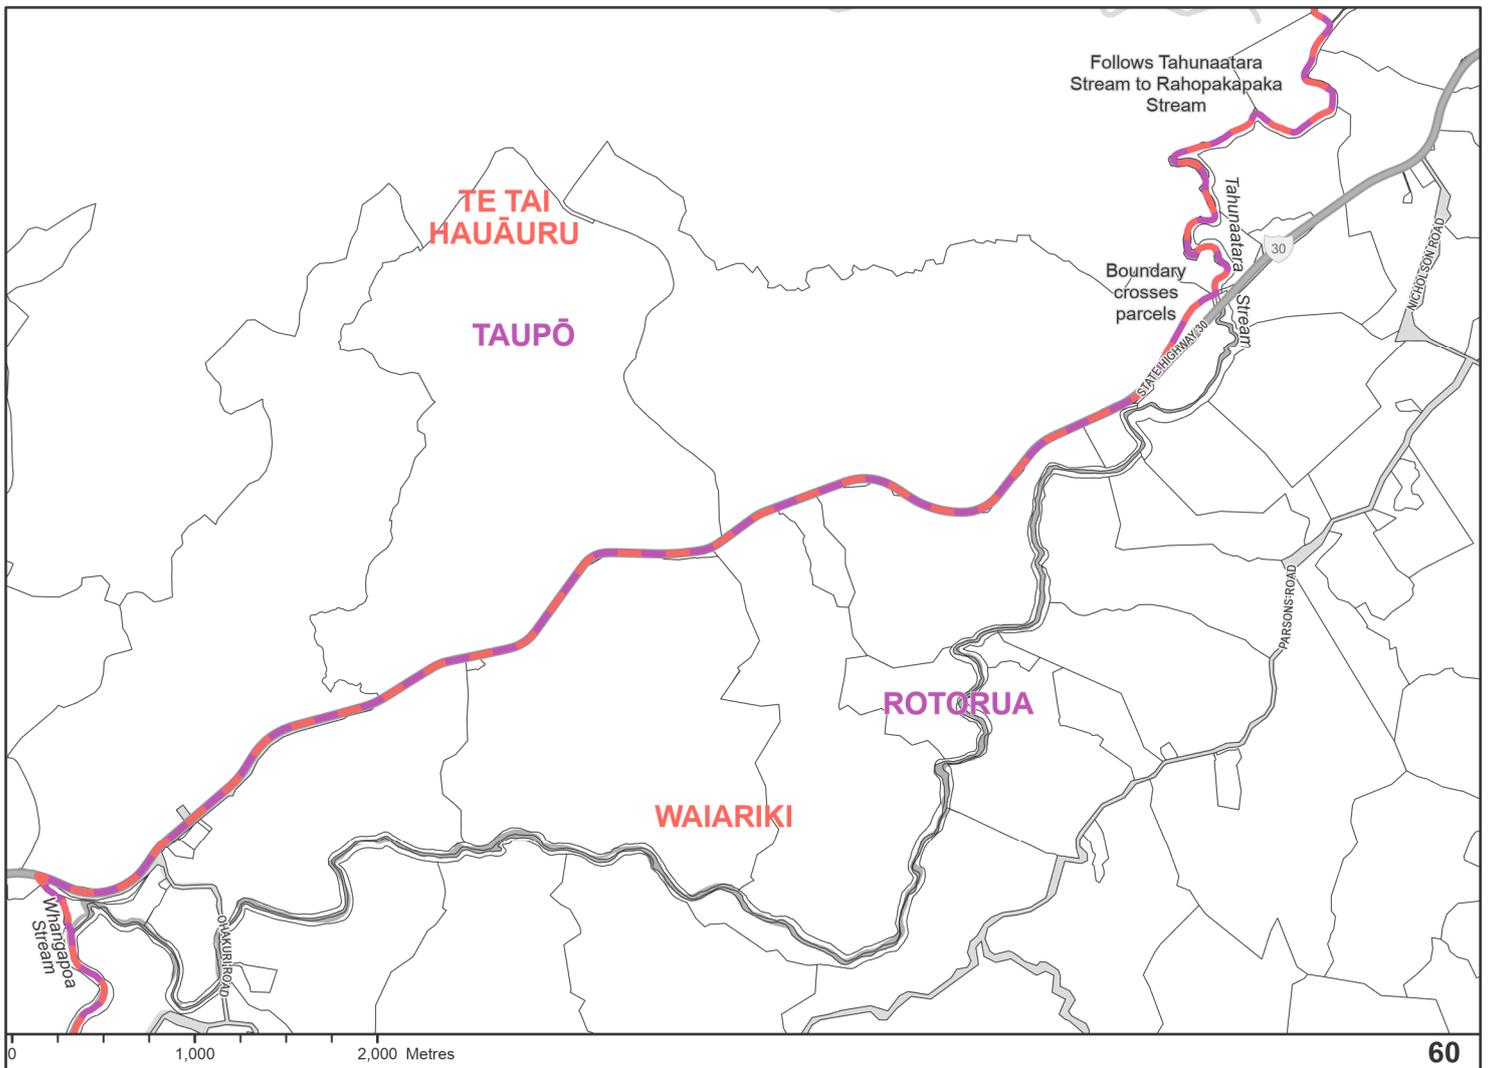 Follows Tahunaatara
Stream to Rahopakapaka
Stream
Tahunaatara
Stream
30
NICHOLSON ROAD
TE TAI
HAUĀURU
Boundary
crosses
parcels
STATE HIGHWAY 30
TAUPŌ
PARSONS ROAD
ROTORUA
WAIARIKI
Whangapoa
Stream
OHAKURI ROAD
0 1,000 2,000 Metres
60